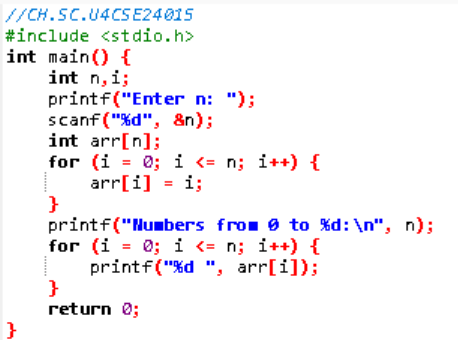 //CH.SC.U4CSE24015
#include <stdio.h>
int main() {
    int n,i;
    printf("Enter n: ");
    scanf("%d", &n);
    int arr[n];
    for (i = 0; i <= n; i++) {
        arr[i] = i;
    }
    printf("Numbers from 0 to %d:\n", n);
    for (i = 0; i <= n; i++) {
        printf("%d ", arr[i]);
    }
    return 0;
}